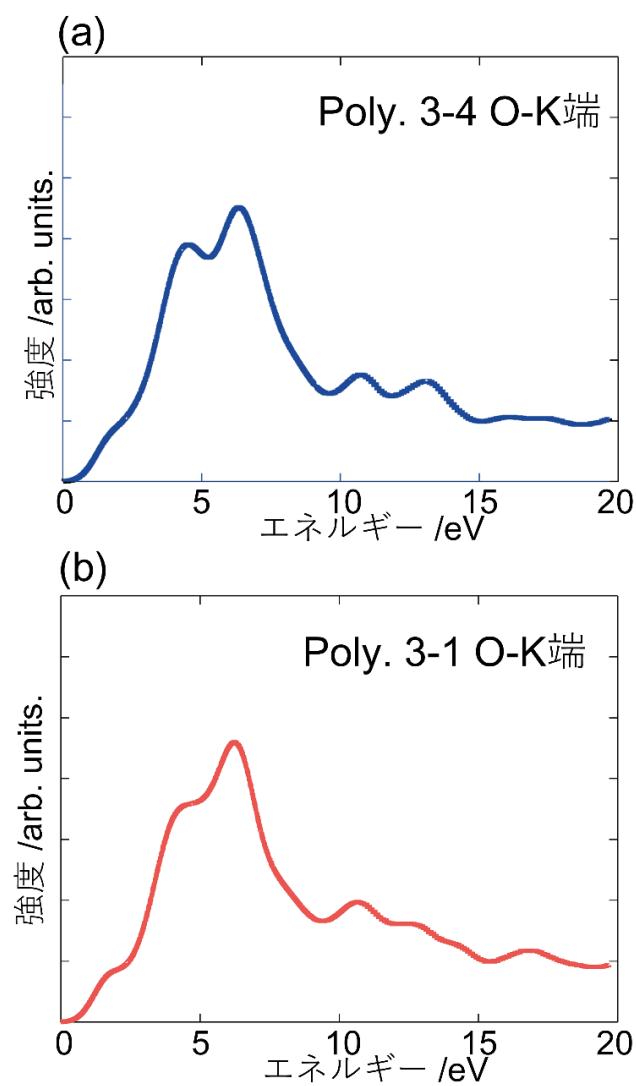 (a)
Poly. 3-4 O-K端
強度 /arb. units.
0 5 10 15 20
エネルギー /eV
(b)
Poly. 3-1 O-K端
強度 /arb. units.
0 5 10 15 20
エネルギー /eV